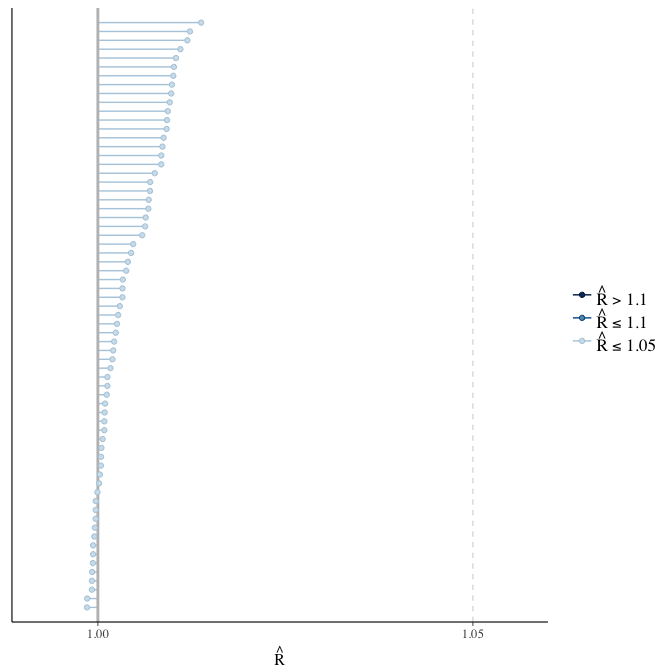 R̂ > 1.1
R̂ ≤ 1.1
R̂ ≤ 1.05
1.00 1.05
R̂